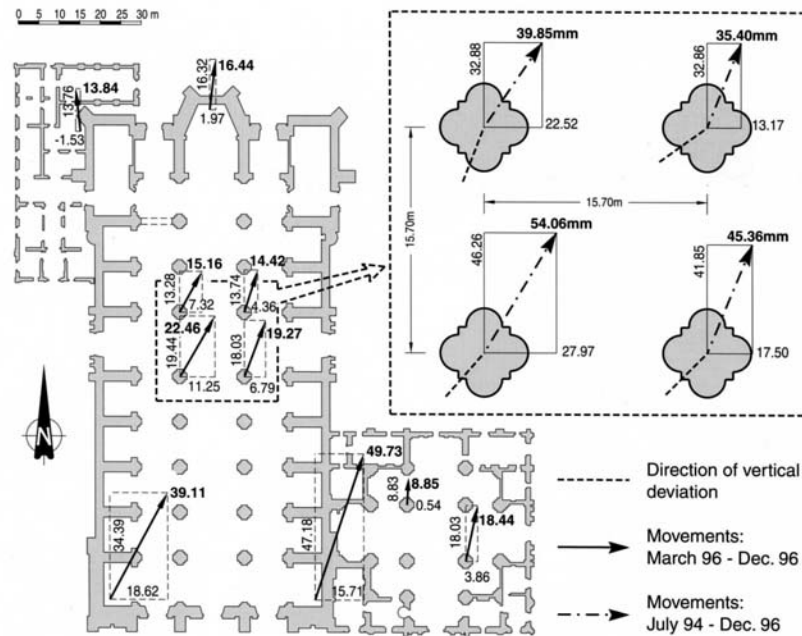 0 5 10 15 20 25 30 m
13.84
13.76
-1.53
16.44
16.32
1.97
15.16
13.28
7.32
14.42
13.74
4.36
22.46
19.44
11.25
19.27
18.03
6.79
39.11
34.39
18.62
49.73
47.18
15.71
8.85
8.83
0.54
18.44
18.03
3.86
N
39.85mm
32.88
22.52
35.40mm
32.86
13.17
15.70m
15.70m
54.06mm
46.26
27.97
45.36mm
41.85
17.50
Direction of vertical
deviation
Movements:
March 96 - Dec. 96
Movements:
July 94 - Dec. 96